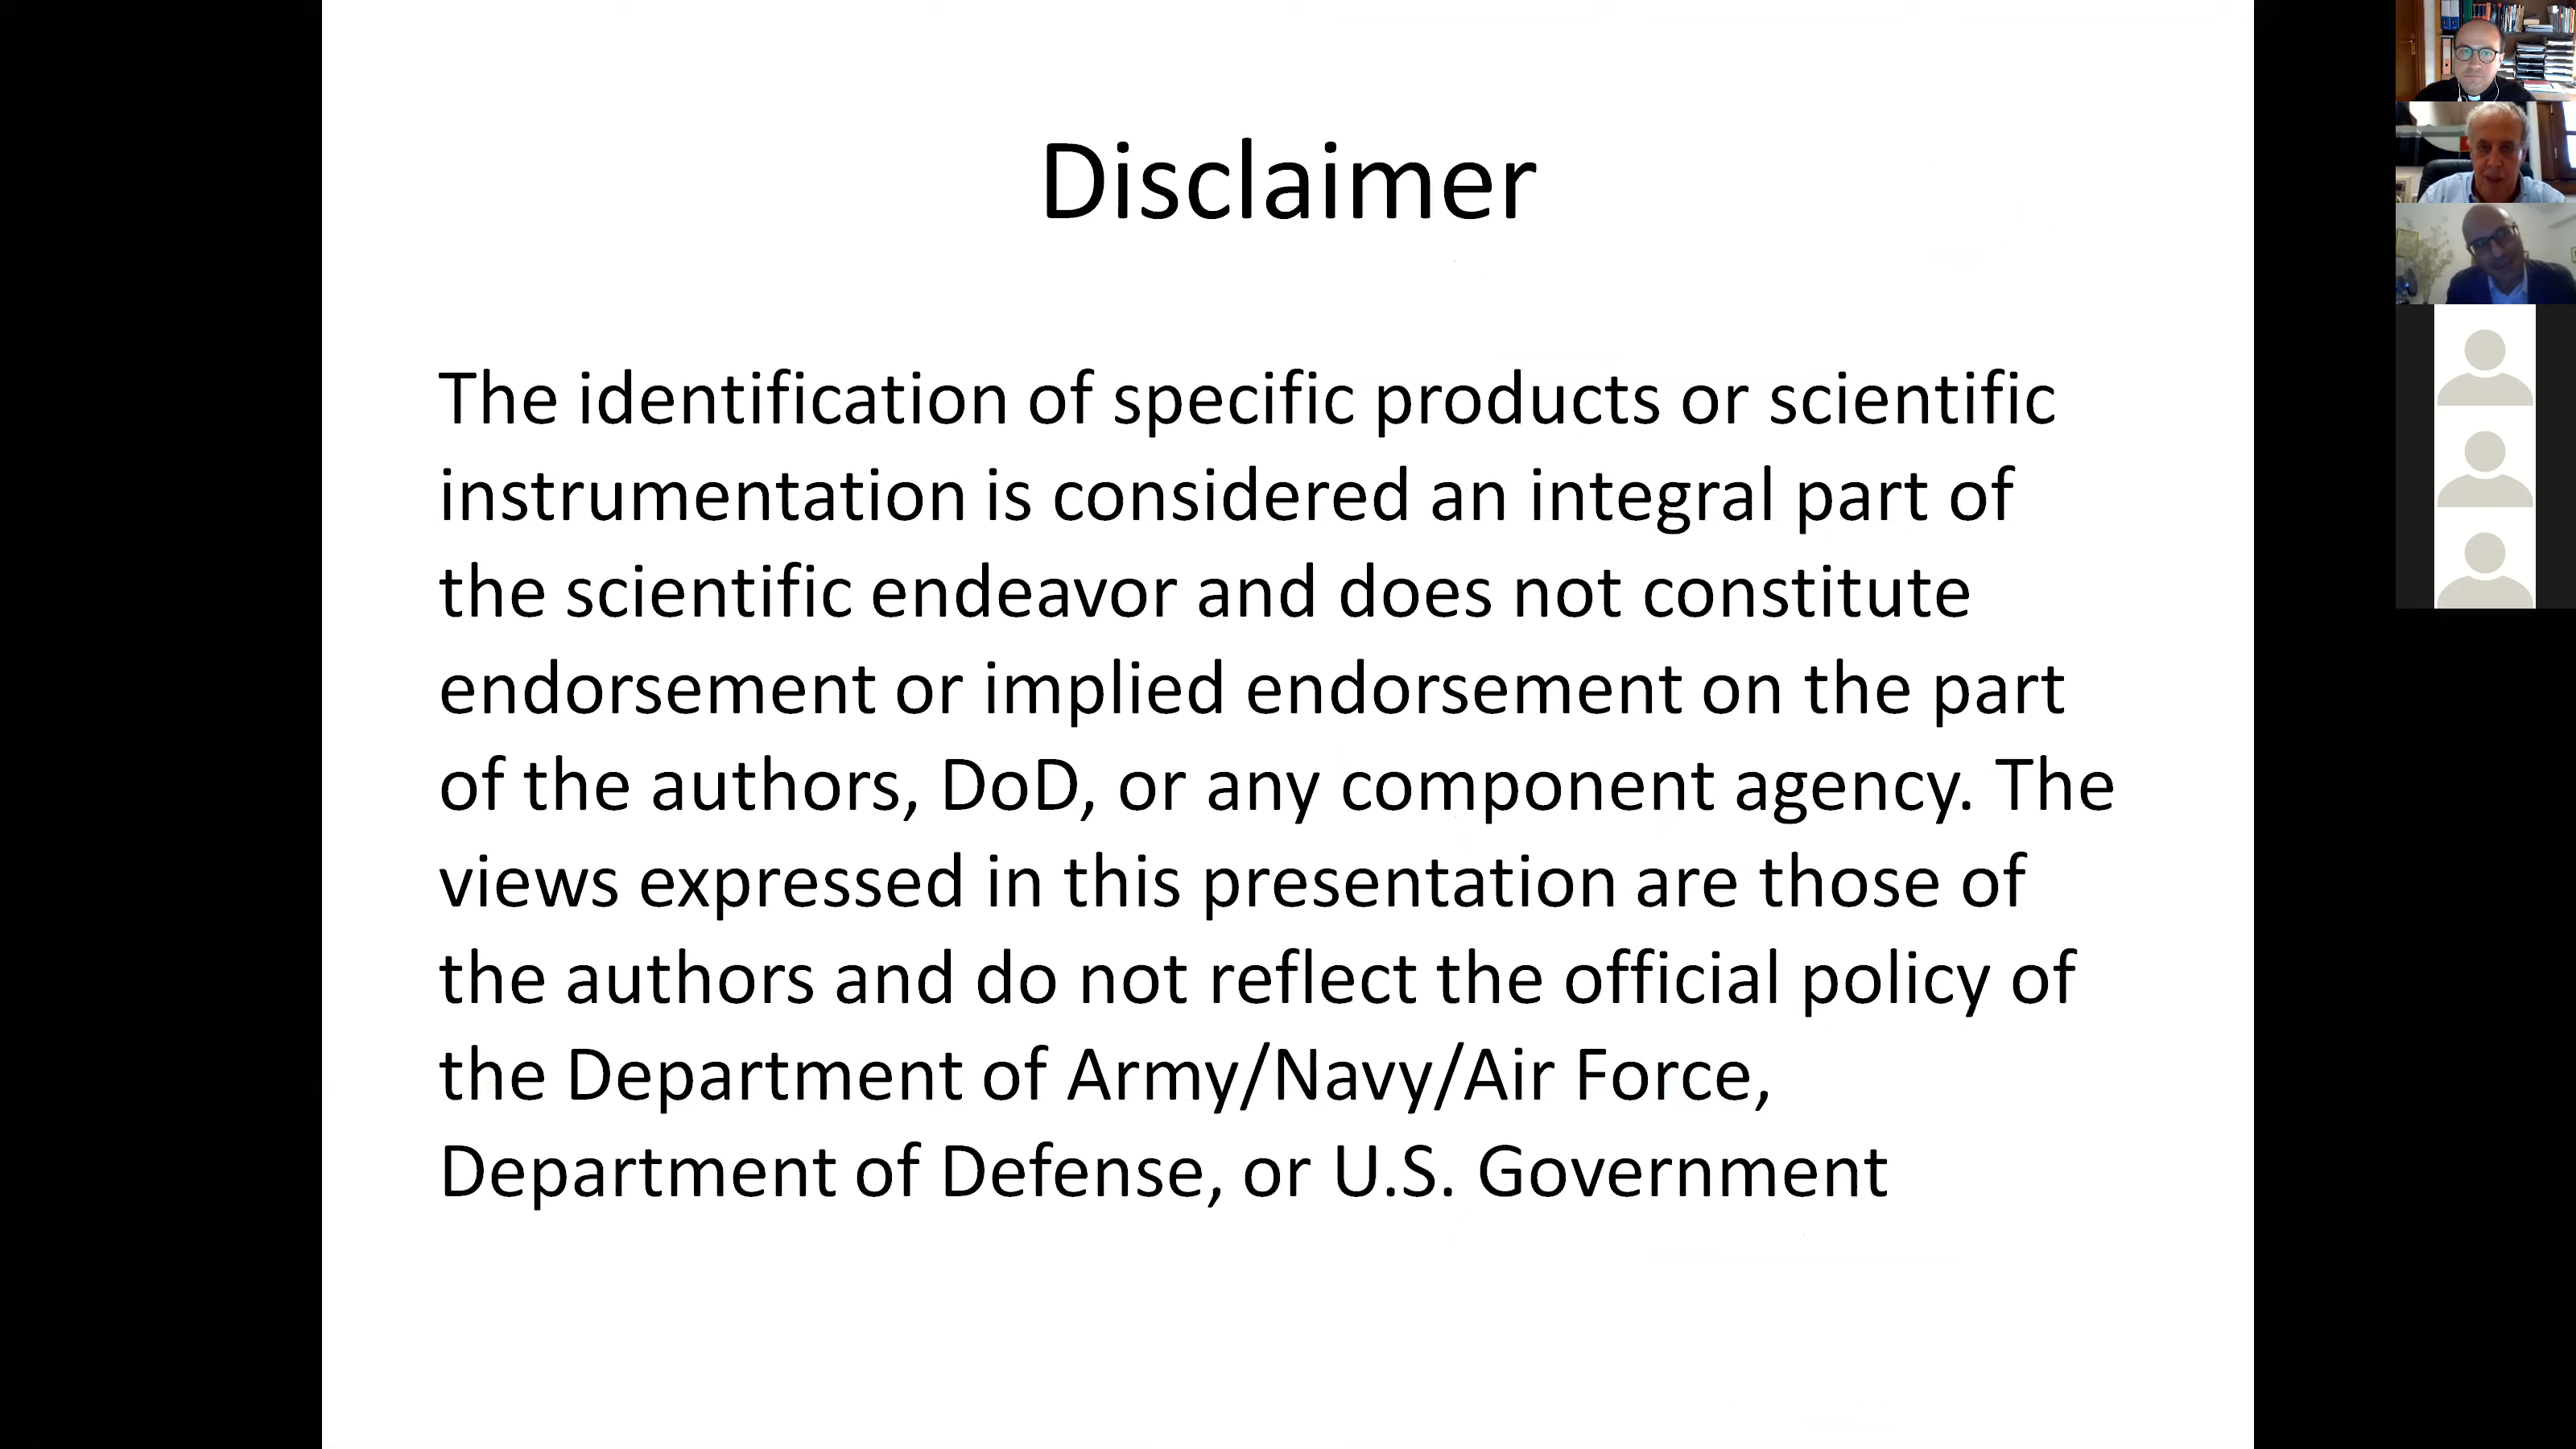 Disclaimer
The identification of specific products or scientific
instrumentation is considered an integral part of
the scientific endeavor and does not constitute
endorsement or implied endorsement on the part
of the authors, DoD, or any component agency. The
views expressed in this presentation are those of
the authors and do not reflect the official policy of
the Department of Army/Navy/Air Force,
Department of Defense, or U.S. Government